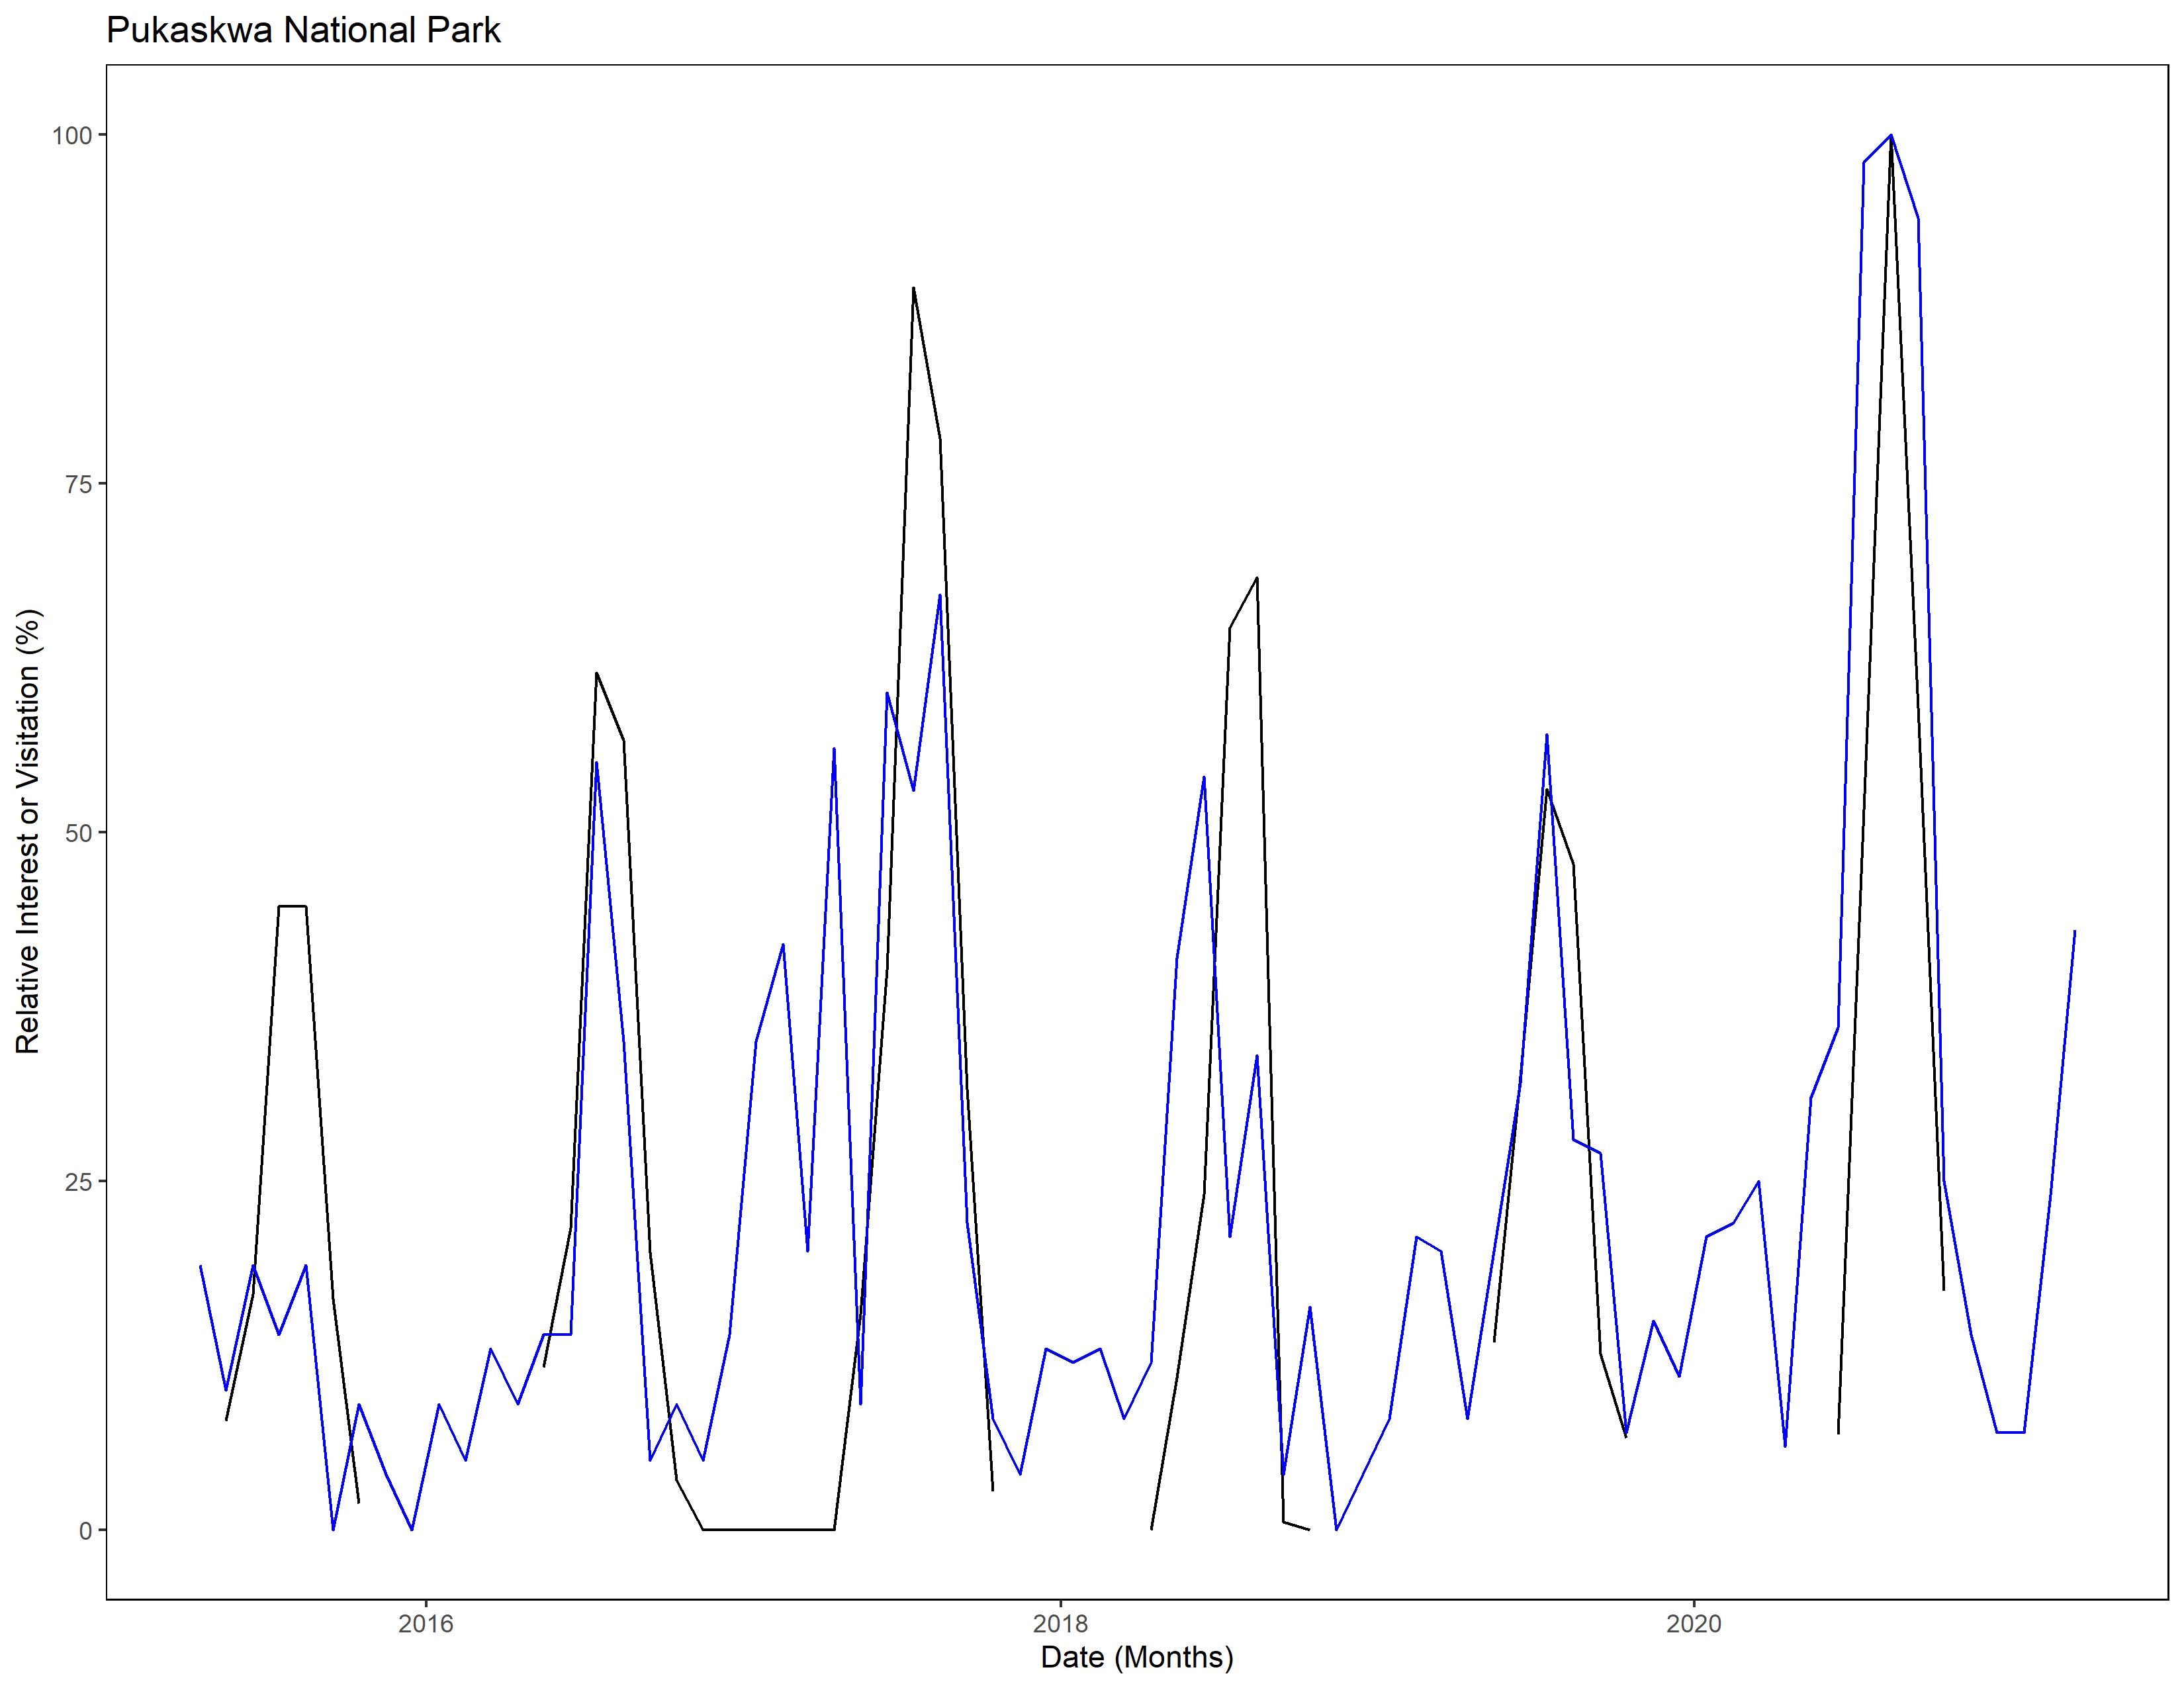 Pukaskwa National Park
Relative Interest or Visitation (%)
100
75
50
25
0
2016 2018 2020
Date (Months)